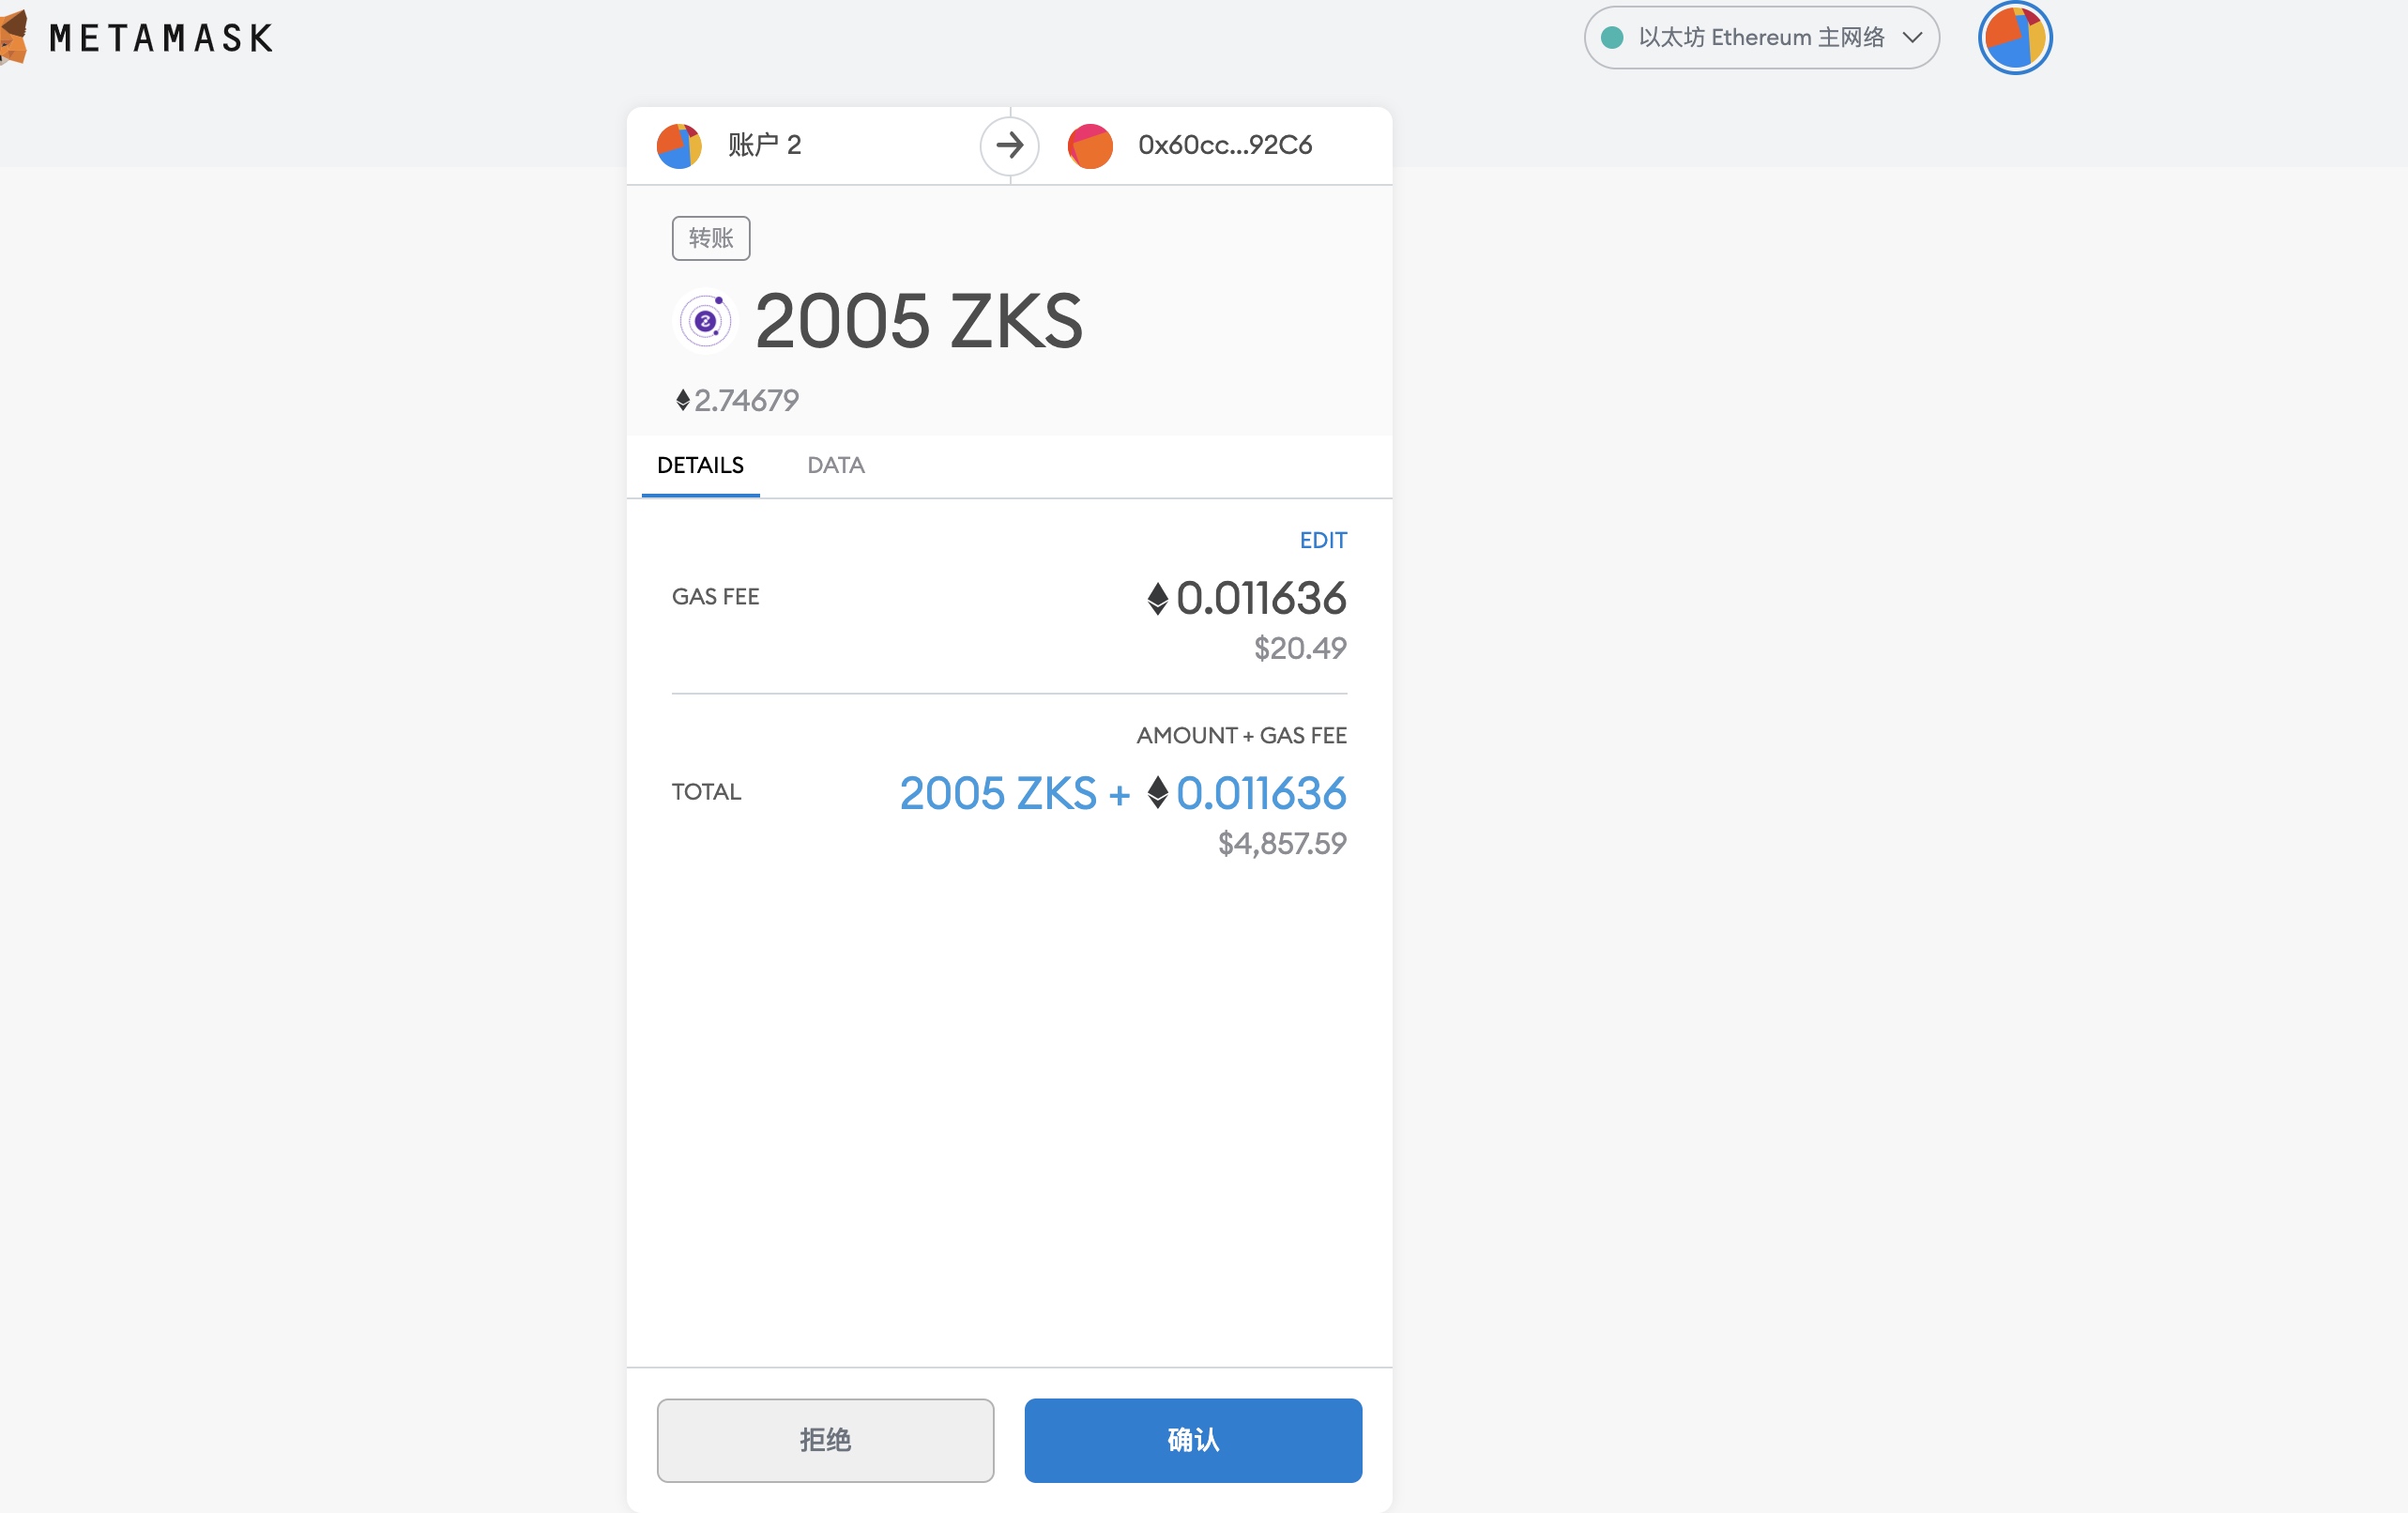 METAMASK
以太坊 Ethereum 主网络
账户 2
0x60cc...92C6
转账
2005 ZKS
2.74679
DETAILS DATA
EDIT
GAS FEE 0.011636
$20.49
AMOUNT + GAS FEE
TOTAL 2005 ZKS + 0.011636
$4,857.59
拒绝 确认